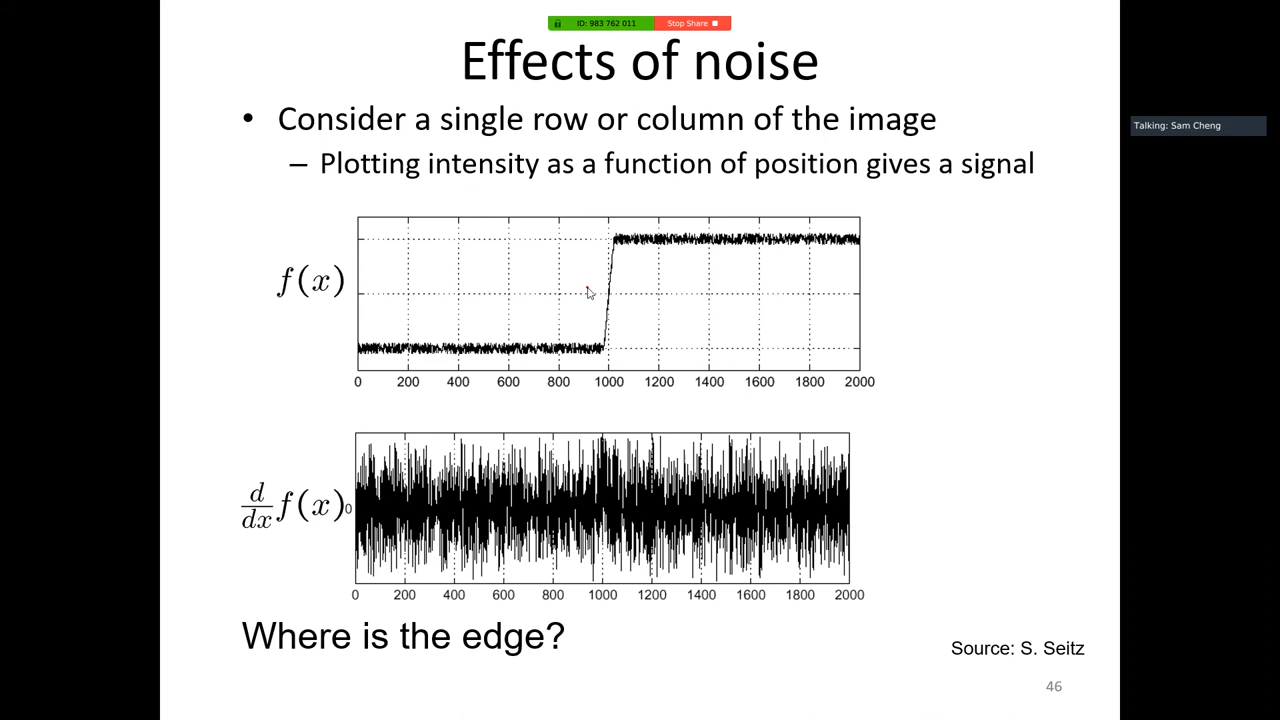 ID: 983 762 011 Stop Share
Effects of noise
Talking: Sam Cheng
• Consider a single row or column of the image
– Plotting intensity as a function of position gives a signal
f(x)
0 200 400 600 800 1000 1200 1400 1600 1800 2000
d/dx f(x) 0
0 200 400 600 800 1000 1200 1400 1600 1800 2000
Where is the edge?
Source: S. Seitz
46